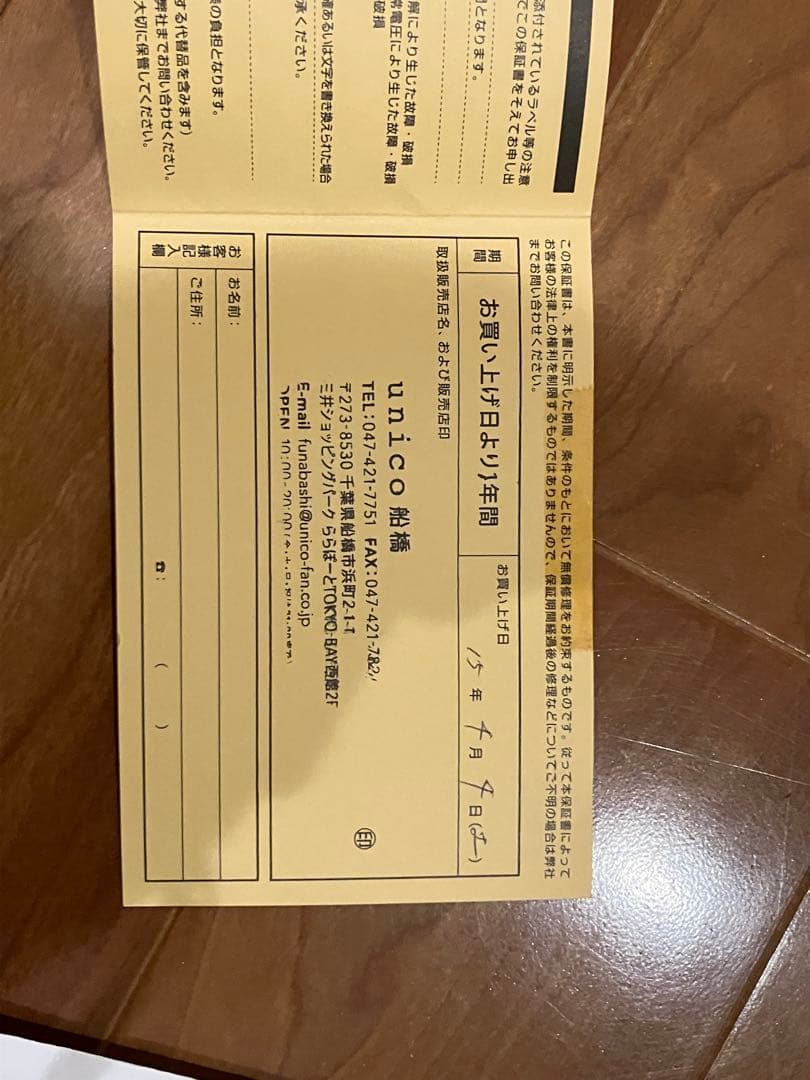 添付されているラベル等の注意
でこの保証書をそえてお申し出
となります。
解により生じた故障・破損
常電圧により生じた故障・破損
破損
あるいは文字を書き換えられた場合
承ください。
の負担となります。
する代替品を含みます）
弊社までお問い合わせください。
大切に保管してください。
この保証書は、本書に明示した期間、条件のもとにおいて無償修理をお約束するものです。従って本保証書によって
お客様の法律上の権利を制限するものではありませんので、保証期間経過後の修理などについてご不明の場合は弊社
までお問い合わせください。
期間 お買い上げ日より1年間 お買い上げ日 15年 4月 4日(土)
取扱販売店名、および販売店印
unico 船橋
TEL:047-421-7751 FAX:047-421-
〒273-8530 千葉県船橋市浜町2-1-1
三井ショッピングパーク ららぽーとTOKYO-BAY西館2F
E-mail funabashi@unico-fan.co.jp
OPEN 10:00-20:00
印
お客様記入欄
お名前：
ご住所：
☎： （ ）